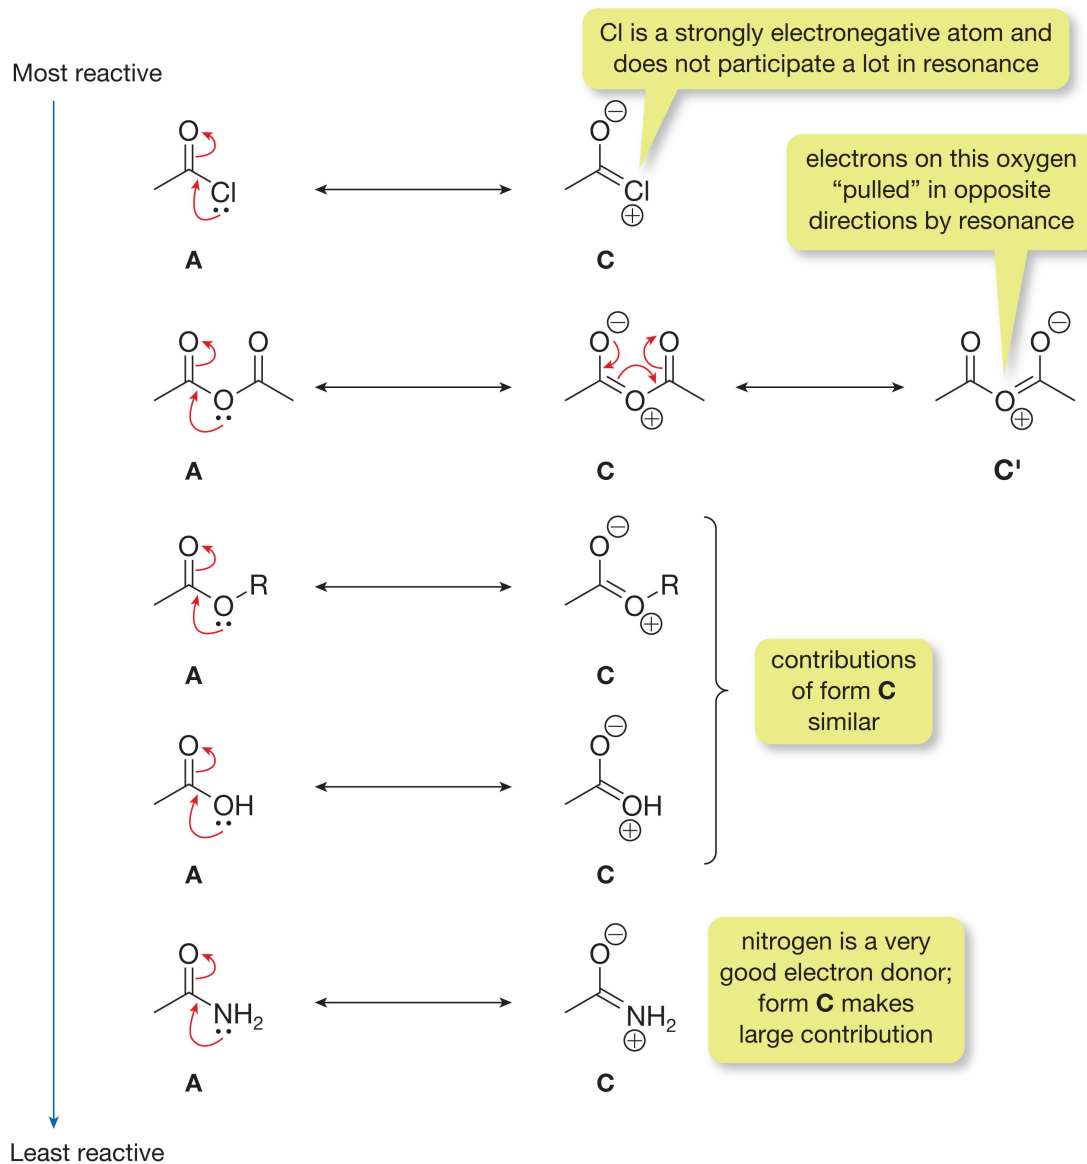 Cl is a strongly electronegative atom and
does not participate a lot in resonance
Most reactive
O
Cl
A
O
Cl
C
electrons on this oxygen
“pulled” in opposite
directions by resonance
O
O
O
A
O
O
O
C
O
O
O
C'
O
O
R
A
O
O
R
C
O
OH
A
O
OH
C
contributions
of form C
similar
O
NH2
A
O
NH2
C
nitrogen is a very
good electron donor;
form C makes
large contribution
Least reactive